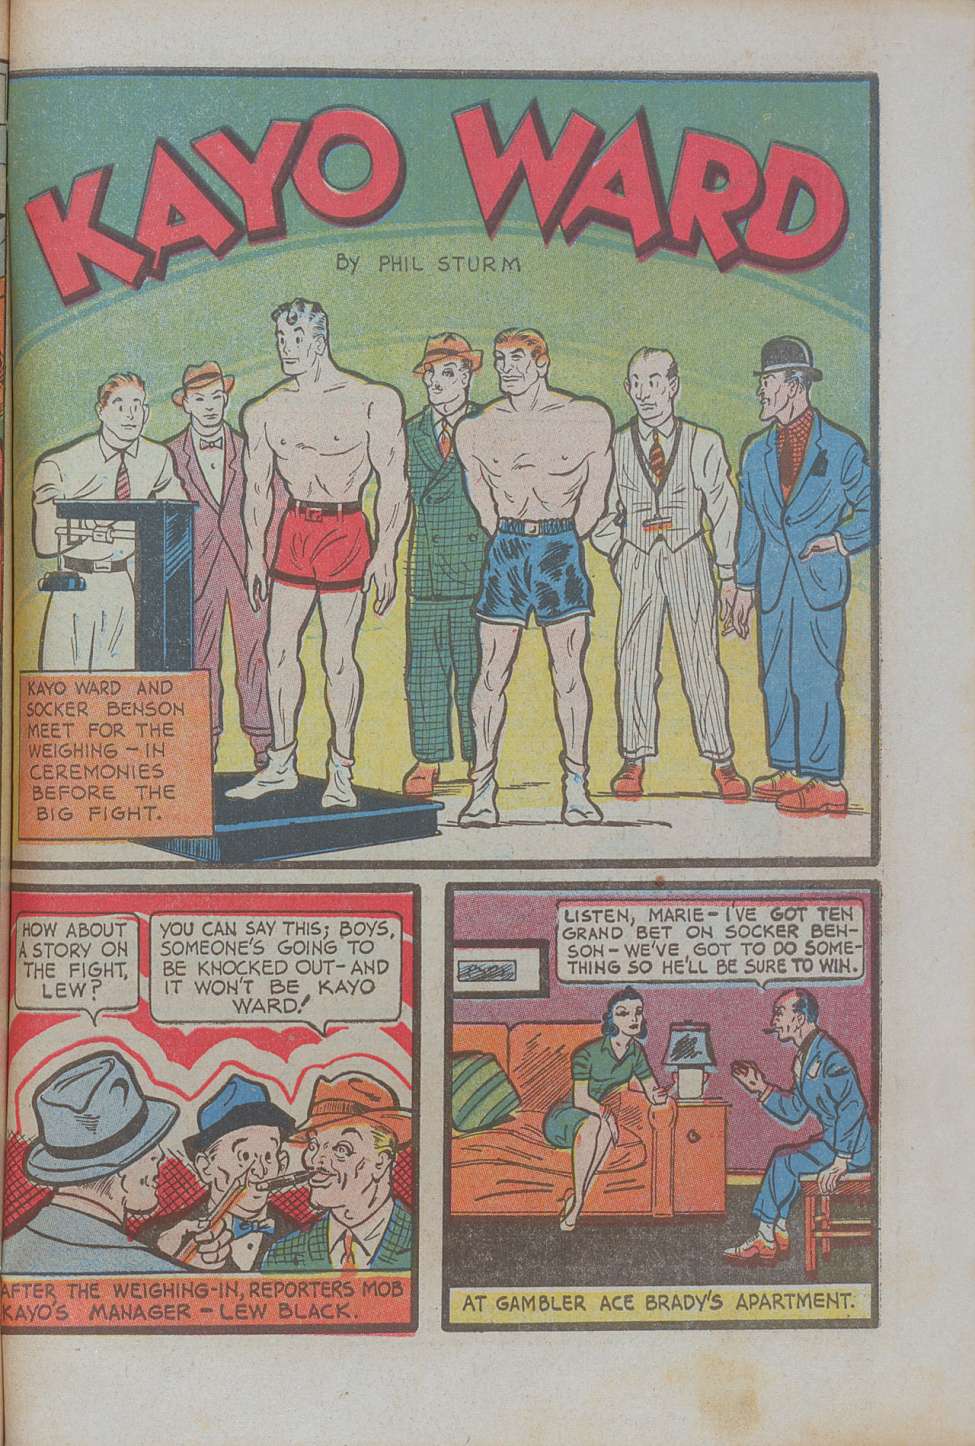 KAYO WARD
BY PHIL STURM
KAYO WARD AND
SOCKER BENSON
MEET FOR THE
WEIGHING-IN
CEREMONIES
BEFORE THE
BIG FIGHT.
HOW ABOUT
A STORY ON
THE FIGHT,
LEW?
YOU CAN SAY THIS; BOYS,
SOMEONE'S GOING TO
BE KNOCKED OUT-AND
IT WON'T BE KAYO
WARD!
AFTER THE WEIGHING-IN, REPORTERS MOB
KAYO'S MANAGER - LEW BLACK.
LISTEN, MARIE- I'VE GOT TEN
GRAND BET ON SOCKER BEN-
SON-WE'VE GOT TO DO SOME-
THING SO HE'LL BE SURE TO WIN.
AT GAMBLER ACE BRADY'S APARTMENT.